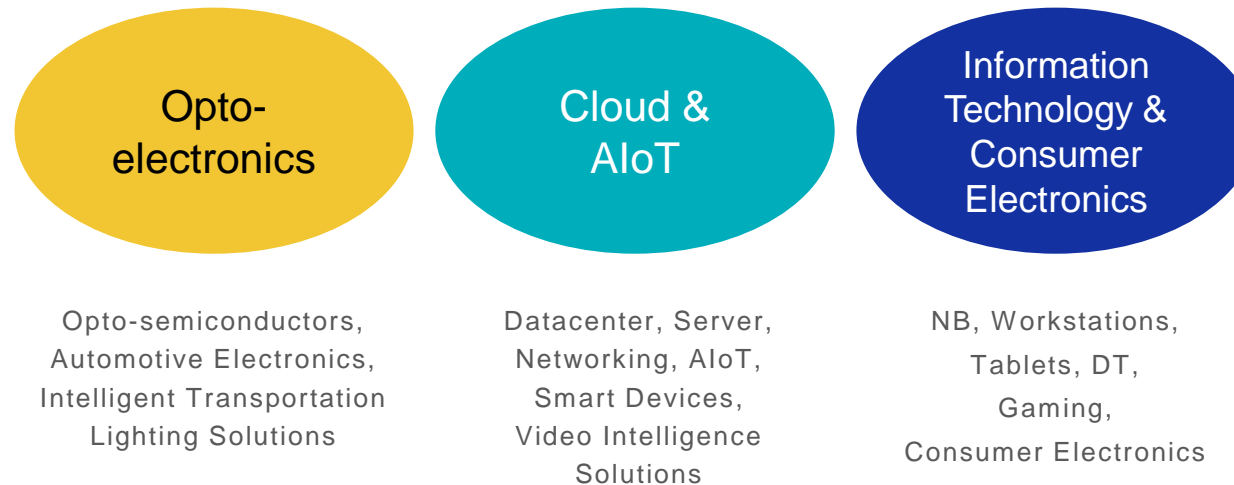 Opto-
electronics
Opto-semiconductors,
Automotive Electronics,
Intelligent Transportation
Lighting Solutions
Cloud &
AIoT
Datacenter, Server,
Networking, AIoT,
Smart Devices,
Video Intelligence
Solutions
Information
Technology &
Consumer
Electronics
NB, Workstations,
Tablets, DT,
Gaming,
Consumer Electronics